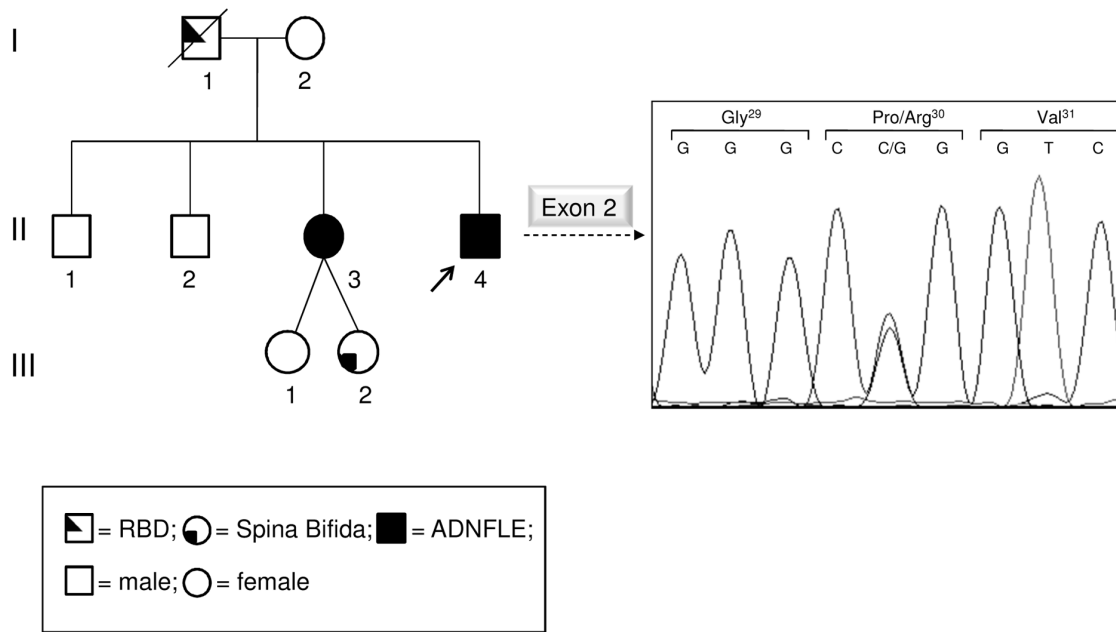 I
1
2
Gly29
Pro/Arg30
Val31
G G G C C/G G G T C
Exon 2
II
1
2
3
4
III
1
2
= RBD; = Spina Bifida; = ADNFLE;
= male; = female